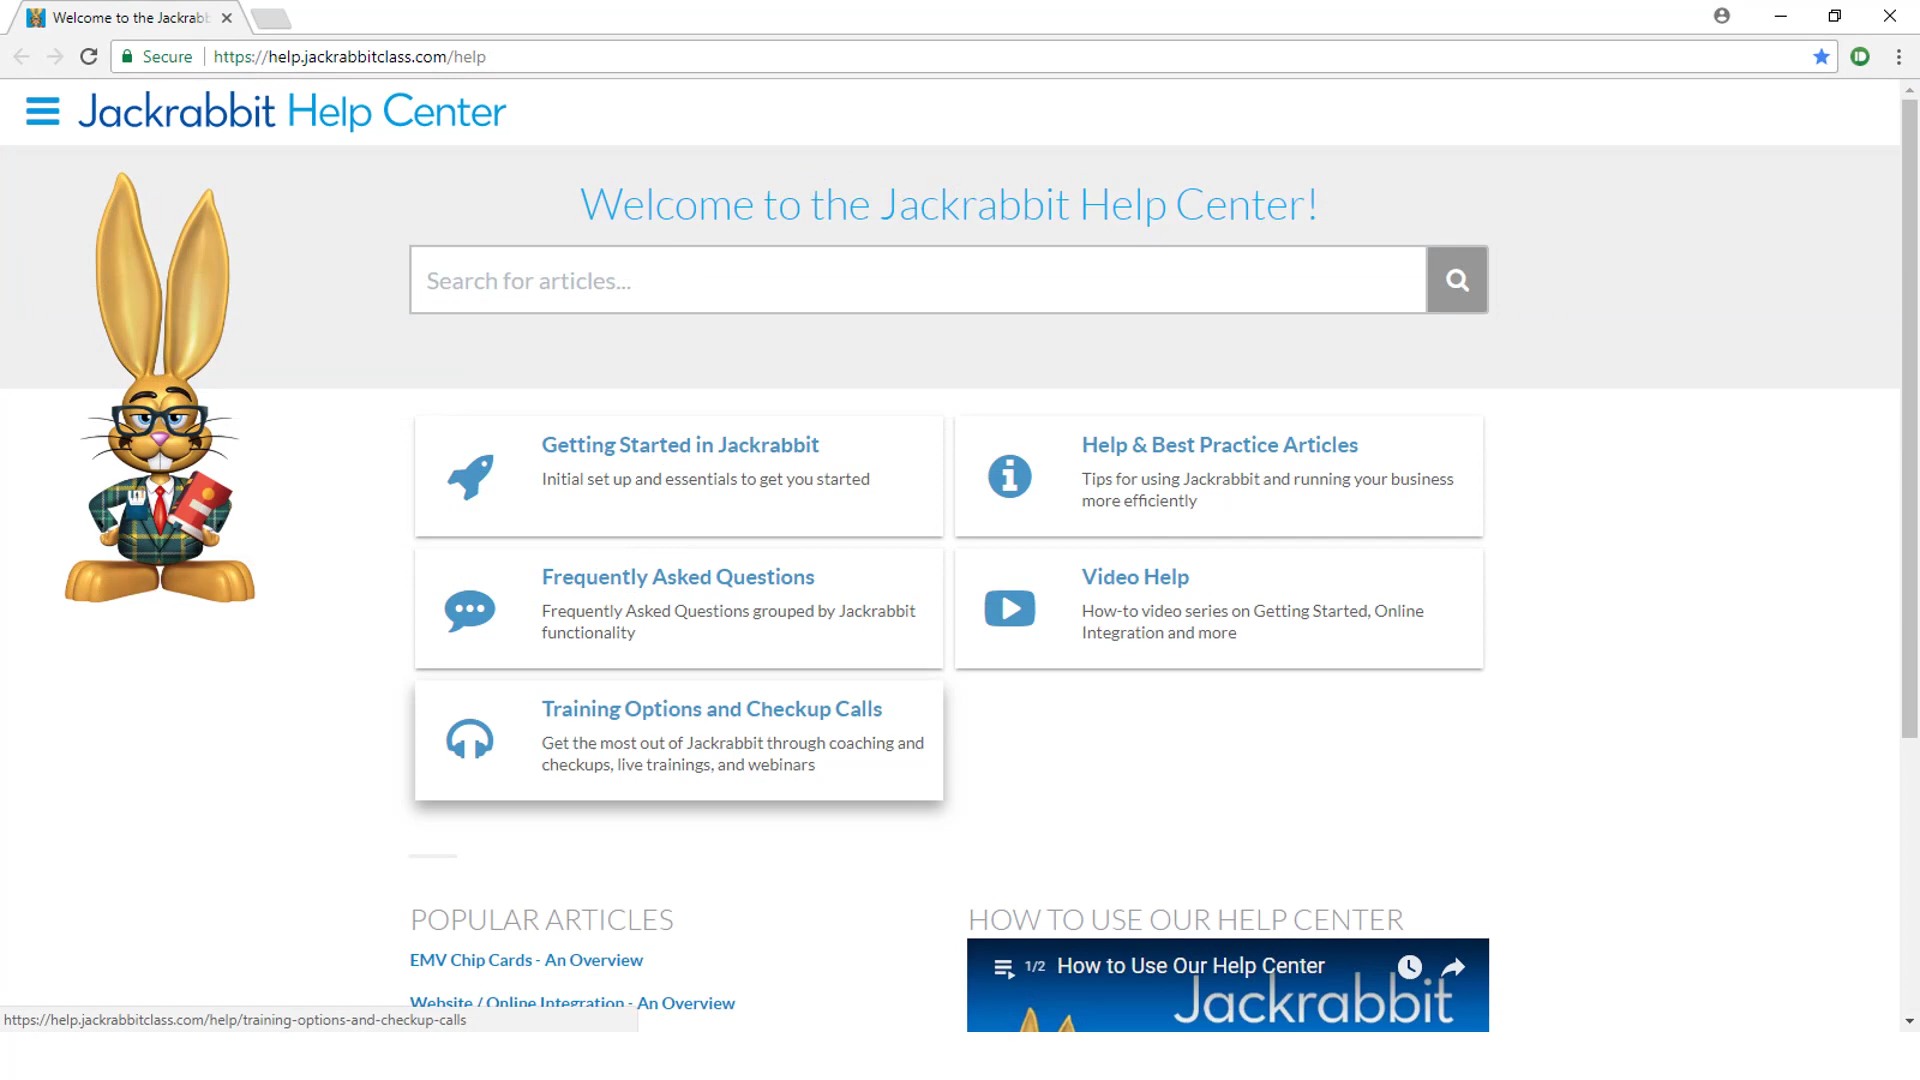 Welcome to the Jackrabb
Secure https://help.jackrabbitclass.com/help
Jackrabbit Help Center
Welcome to the Jackrabbit Help Center!
Search for articles...
Getting Started in Jackrabbit
Initial set up and essentials to get you started
Help & Best Practice Articles
Tips for using Jackrabbit and running your business
more efficiently
Frequently Asked Questions
Frequently Asked Questions grouped by Jackrabbit
functionality
Video Help
How-to video series on Getting Started, Online
Integration and more
Training Options and Checkup Calls
Get the most out of Jackrabbit through coaching and
checkups, live trainings, and webinars
POPULAR ARTICLES
EMV Chip Cards - An Overview
Website / Online Integration - An Overview
HOW TO USE OUR HELP CENTER
1/2 How to Use Our Help Center
Jackrabbit
https://help.jackrabbitclass.com/help/training-options-and-checkup-calls